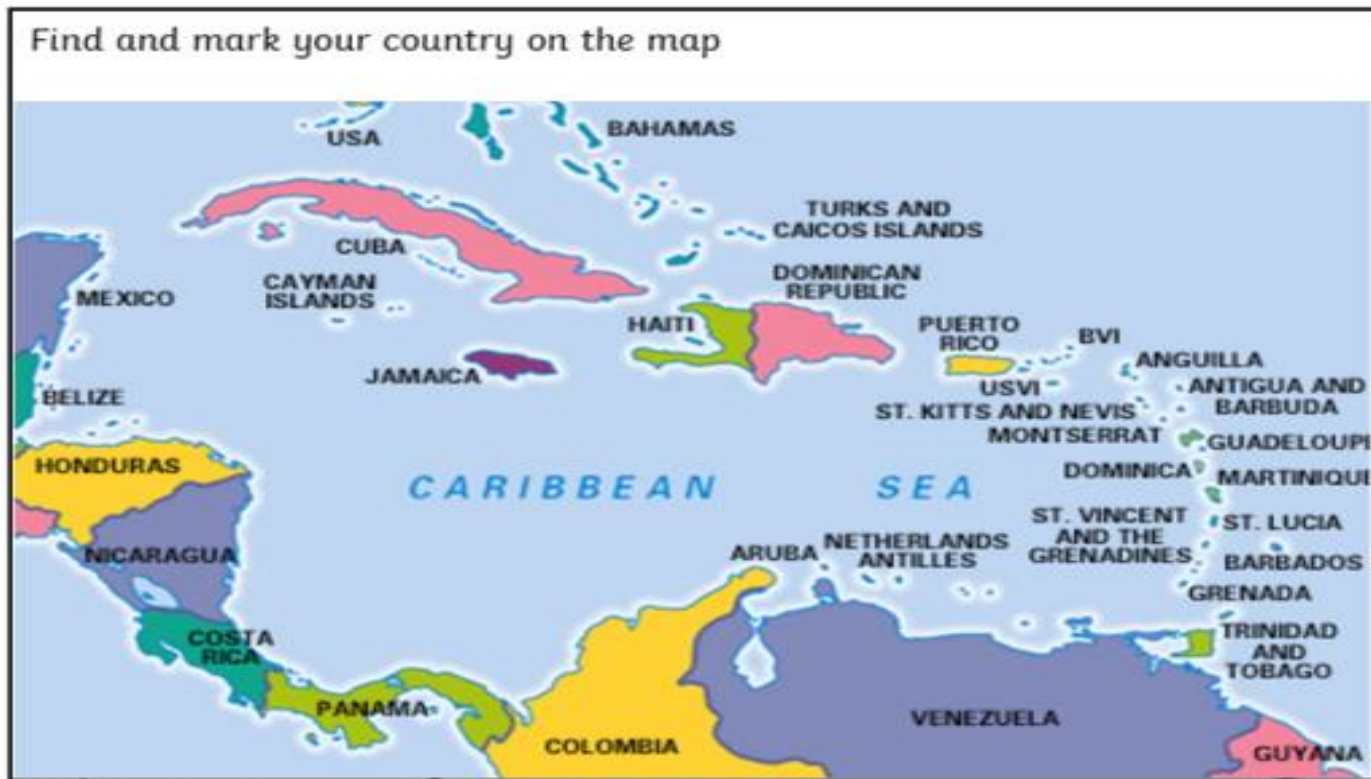 Find and mark your country on the map
USA
BAHAMAS
TURKS AND
CAICOS ISLANDS
CUBA
CAYMAN
ISLANDS
MEXICO
DOMINICAN
REPUBLIC
HAITI
PUERTO
RICO
BVI
JAMAICA
ANGUILLA
USVI
ANTIGUA AND
BARBUDA
BELIZE
ST. KITTS AND NEVIS
MONTSERRAT
GUADELOUPE
HONDURAS
DOMINICA
MARTINIQUE
CARIBBEAN SEA
ST. VINCENT
AND THE
GRENADINES
ST. LUCIA
NICARAGUA
ARUBA
NETHERLANDS
ANTILLES
BARBADOS
GRENADA
COSTA
RICA
TRINIDAD
AND
TOBAGO
PANAMA
VENEZUELA
COLOMBIA
GUYANA